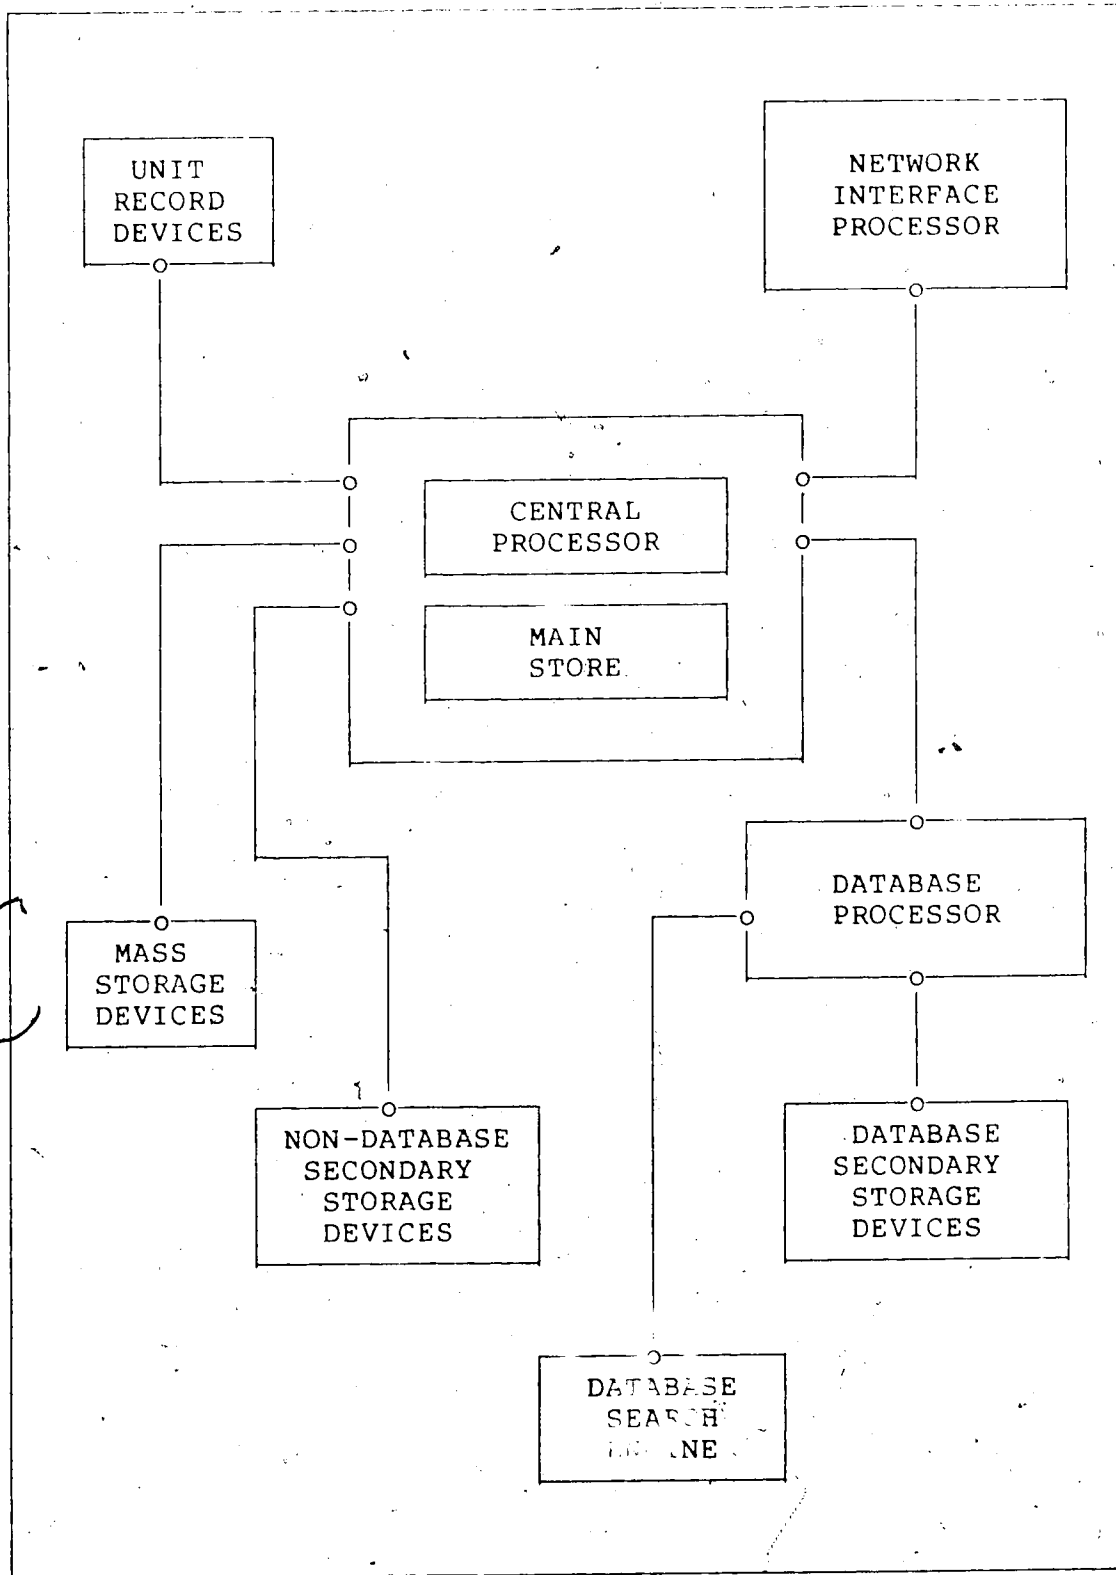 UNIT
RECORD
DEVICES
NETWORK
INTERFACE
PROCESSOR
CENTRAL
PROCESSOR
MAIN
STORE
DATABASE
PROCESSOR
MASS
STORAGE
DEVICES
NON-DATABASE
SECONDARY
STORAGE
DEVICES
DATABASE
SECONDARY
STORAGE
DEVICES
DATABASE
SEARCH